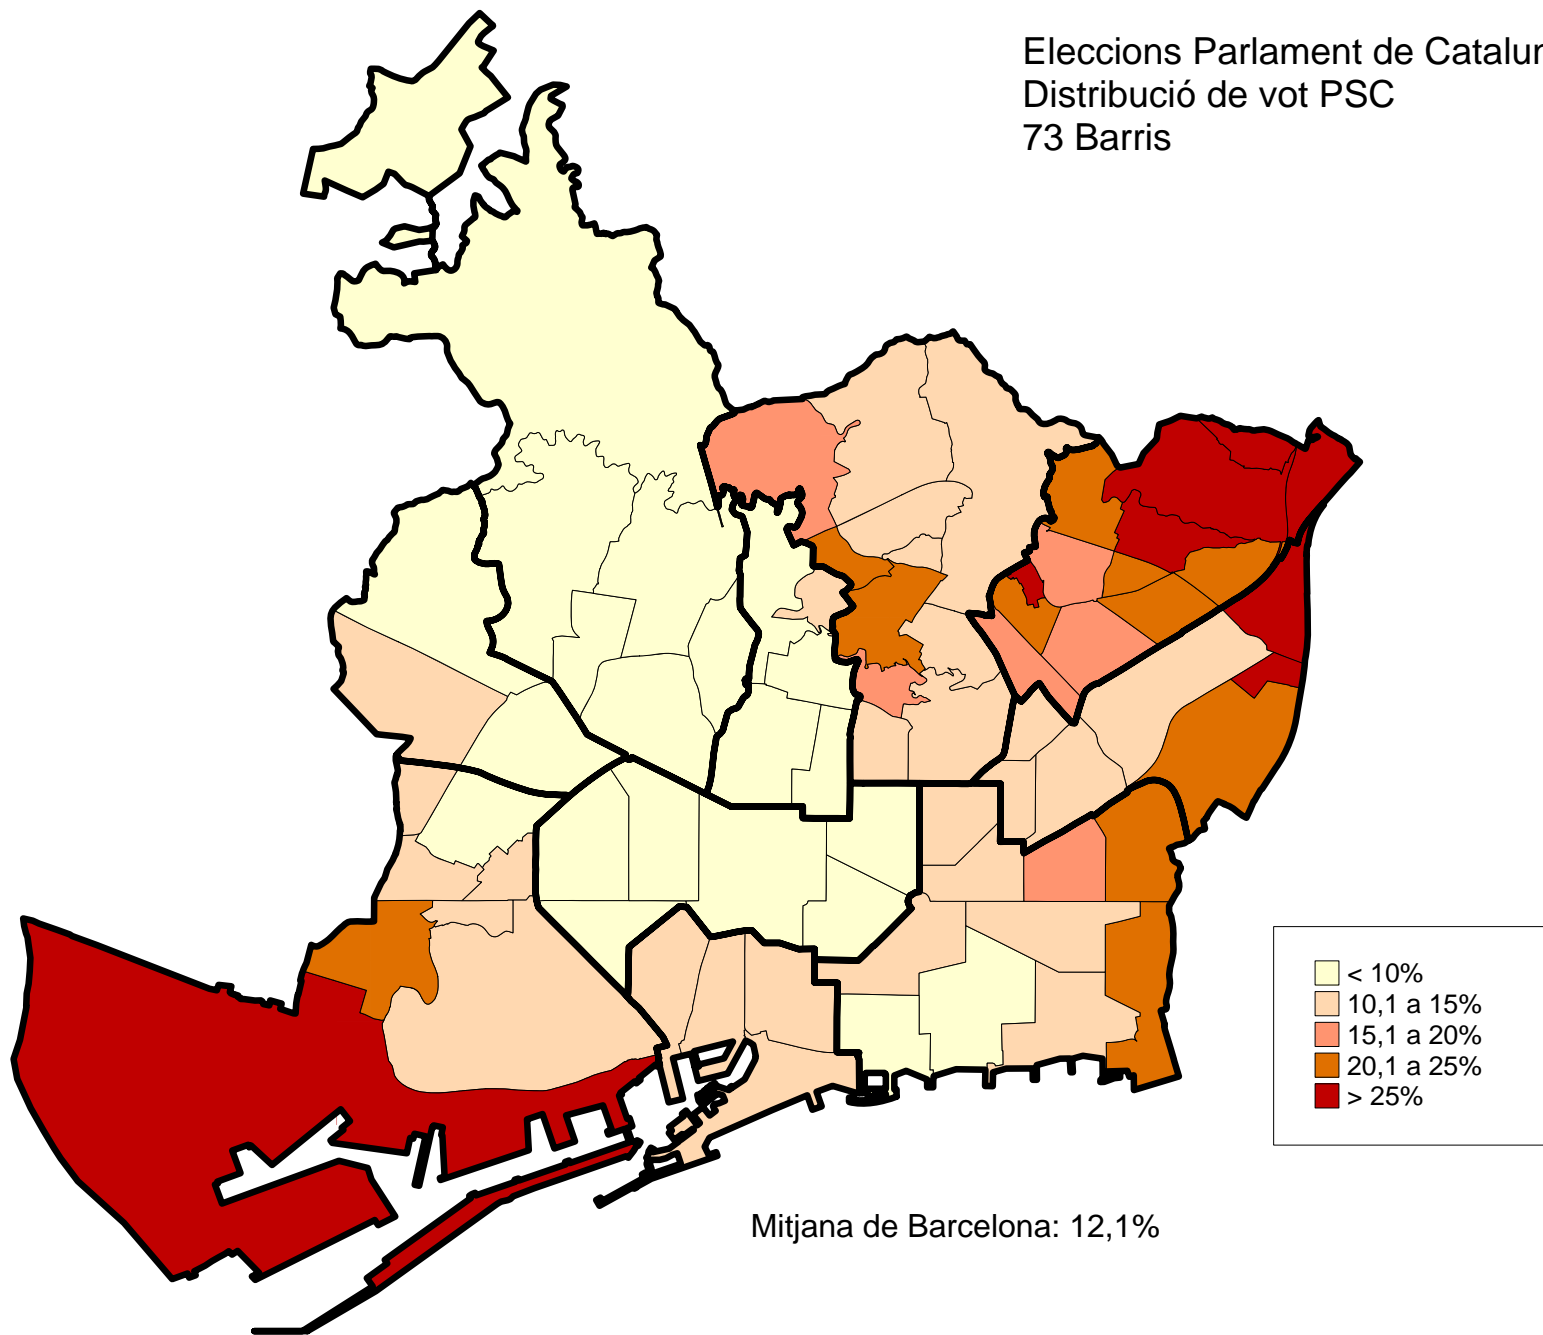 Eleccions Parlament de Catalun
Distribució de vot PSC
73 Barris
< 10%
10,1 a 15%
15,1 a 20%
20,1 a 25%
> 25%
Mitjana de Barcelona: 12,1%